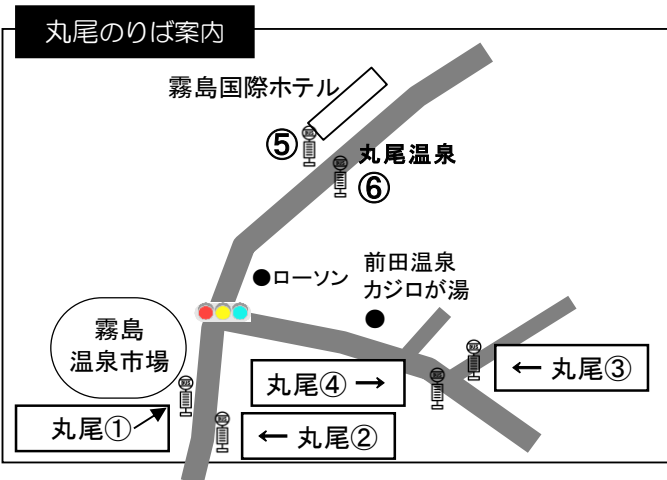 丸尾のりば案内
霧島国際ホテル
⑤
丸尾温泉
⑥
●ローソン
前田温泉
カジロが湯
霧島
温泉市場
丸尾④ →
← 丸尾③
丸尾①
← 丸尾②